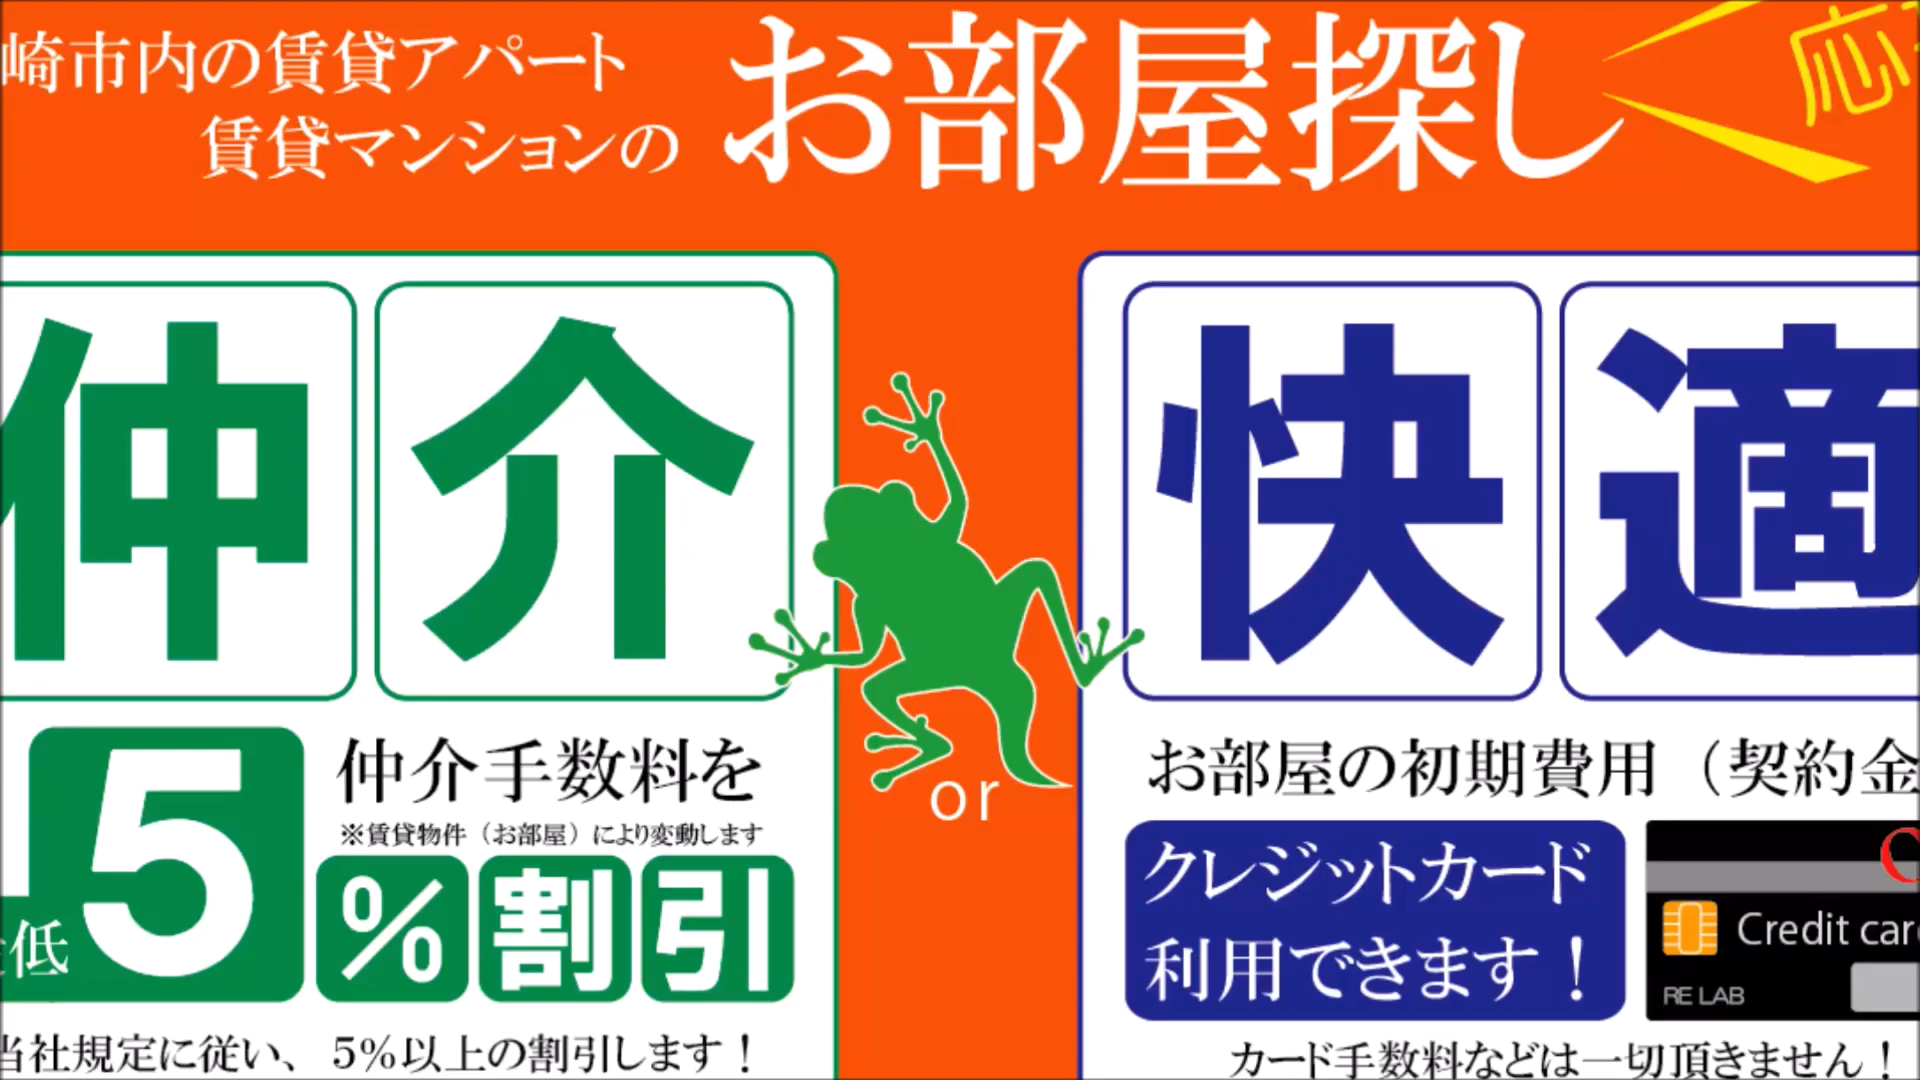 崎市内の賃貸アパート
賃貸マンションの
お部屋探し
応
仲介
快適
5
低
仲介手数料を
※賃貸物件（お部屋）により変動します
%割引
当社規定に従い、5%以上の割引します！
or
お部屋の初期費用（契約金
クレジットカード
利用できます！
Credit car
RE LAB
カード手数料などは一切頂きません！